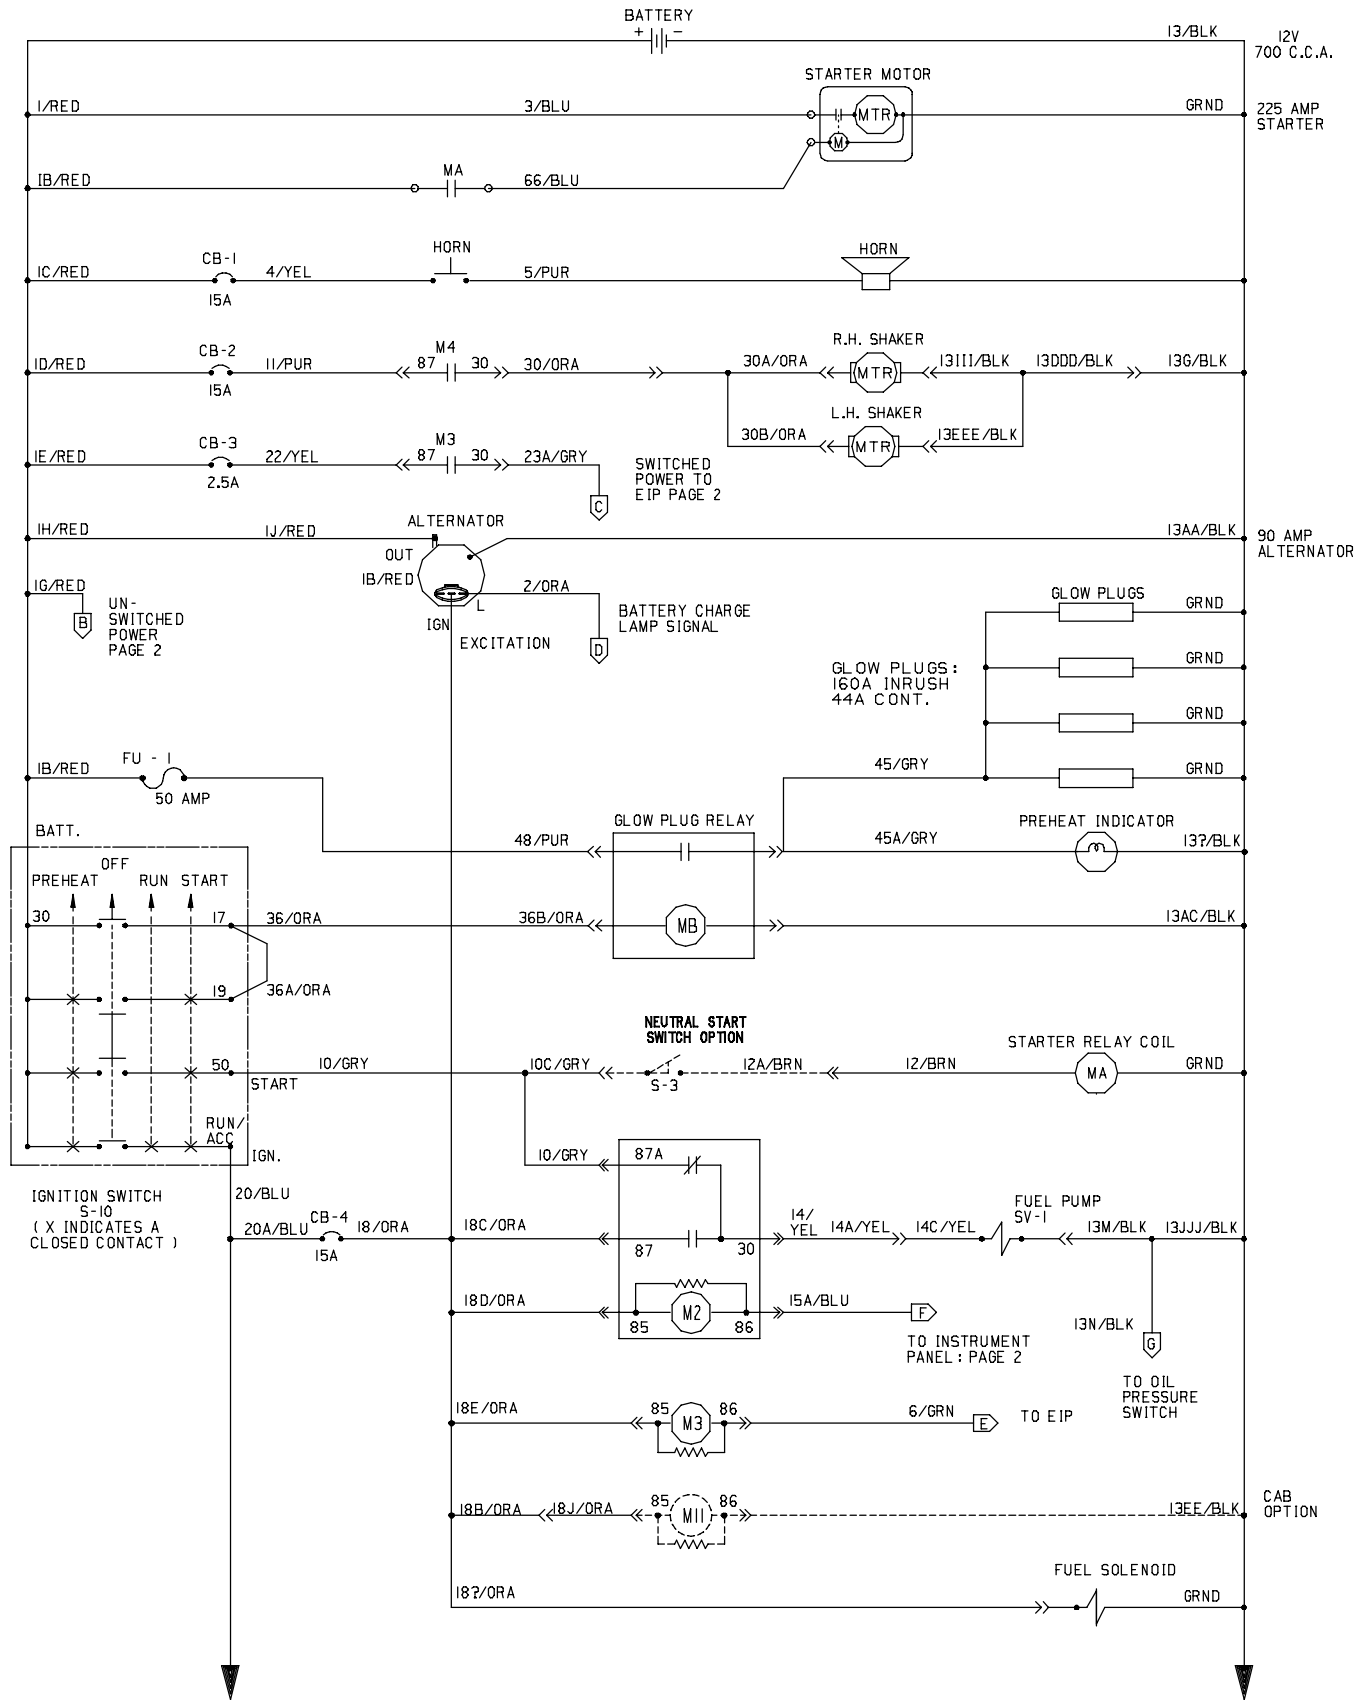 BATTERY
+ −
13/BLK
12V
700 C.C.A.
STARTER MOTOR
1/RED
3/BLU
MTR
GRND
225 AMP
STARTER
M
1B/RED
MA
66/BLU
HORN
HORN
CB-1
1C/RED
4/YEL
5/PUR
15A
R.H. SHAKER
M4
CB-2
1D/RED
11/PUR
87
30
30/ORA
30A/ORA
MTR
13III/BLK
13DDD/BLK
13G/BLK
15A
L.H. SHAKER
30B/ORA
MTR
13EEE/BLK
M3
CB-3
1E/RED
22/YEL
87
30
23A/GRY
2.5A
SWITCHED
POWER TO
EIP PAGE 2
C
ALTERNATOR
1H/RED
1J/RED
13AA/BLK
90 AMP
ALTERNATOR
OUT
1B/RED
1G/RED
2/ORA
L
B
UN-
SWITCHED
POWER
PAGE 2
IGN
EXCITATION
D
BATTERY CHARGE
LAMP SIGNAL
GLOW PLUGS
GRND
GRND
GLOW PLUGS:
160A INRUSH
44A CONT.
GRND
45/GRY
GRND
1B/RED
FU - 1
50 AMP
GLOW PLUG RELAY
PREHEAT INDICATOR
48/PUR
45A/GRY
13?/BLK
BATT.
OFF
PREHEAT
RUN
START
30
17
36/ORA
36B/ORA
MB
13AC/BLK
19
36A/ORA
NEUTRAL START
SWITCH OPTION
STARTER RELAY COIL
50
10/GRY
10C/GRY
S-3
12A/BRN
12/BRN
MA
GRND
START
RUN/
ACC
IGN.
10/GRY
87A
IGNITION SWITCH
S-10
( X INDICATES A
CLOSED CONTACT )
20/BLU
20A/BLU
CB-4
18/ORA
15A
18C/ORA
87
30
14/
YEL
14A/YEL
14C/YEL
FUEL PUMP
SV-1
13M/BLK
13JJJ/BLK
18D/ORA
M2
85
86
15A/BLU
F
TO INSTRUMENT
PANEL: PAGE 2
13N/BLK
G
TO OIL
PRESSURE
SWITCH
18E/ORA
85
M3
86
6/GRN
E
TO EIP
18B/ORA
18J/ORA
85
M11
86
13EE/BLK
CAB
OPTION
FUEL SOLENOID
18?/ORA
GRND